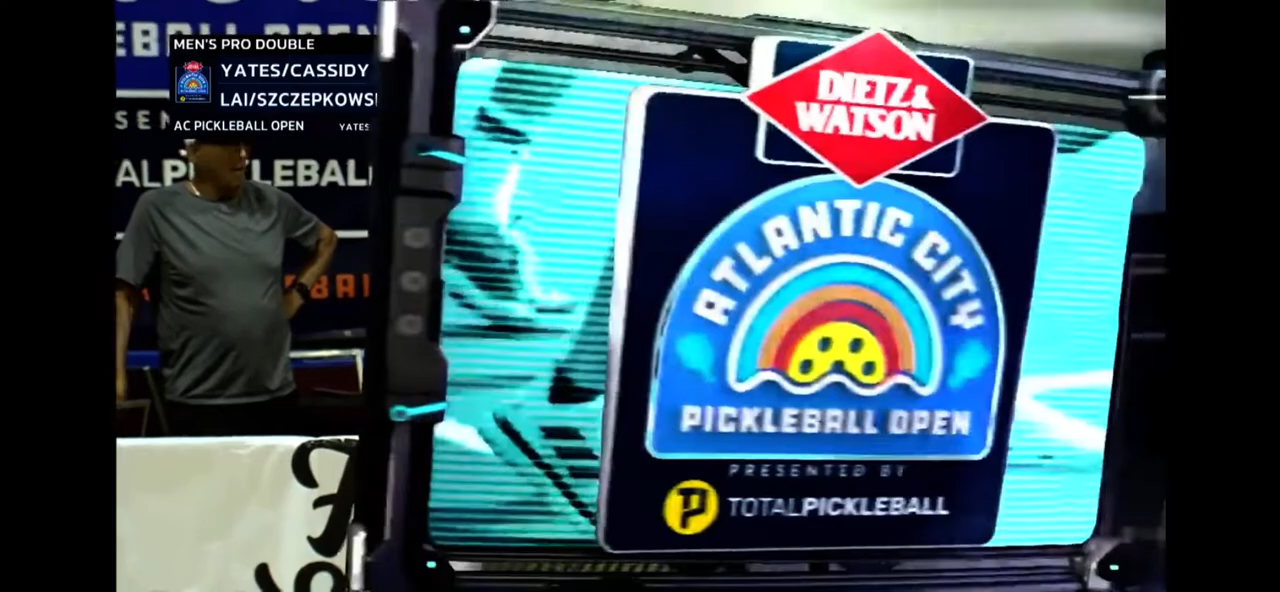 MEN'S PRO DOUBLE
YATES/CASSIDY
LAI/SZCZEPKOWS
AC PICKLEBALL OPEN YATES
DIETZ &
WATSON
ATLANTIC CITY
PICKLEBALL OPEN
PRESENTED BY
TOTALPICKLEBALL